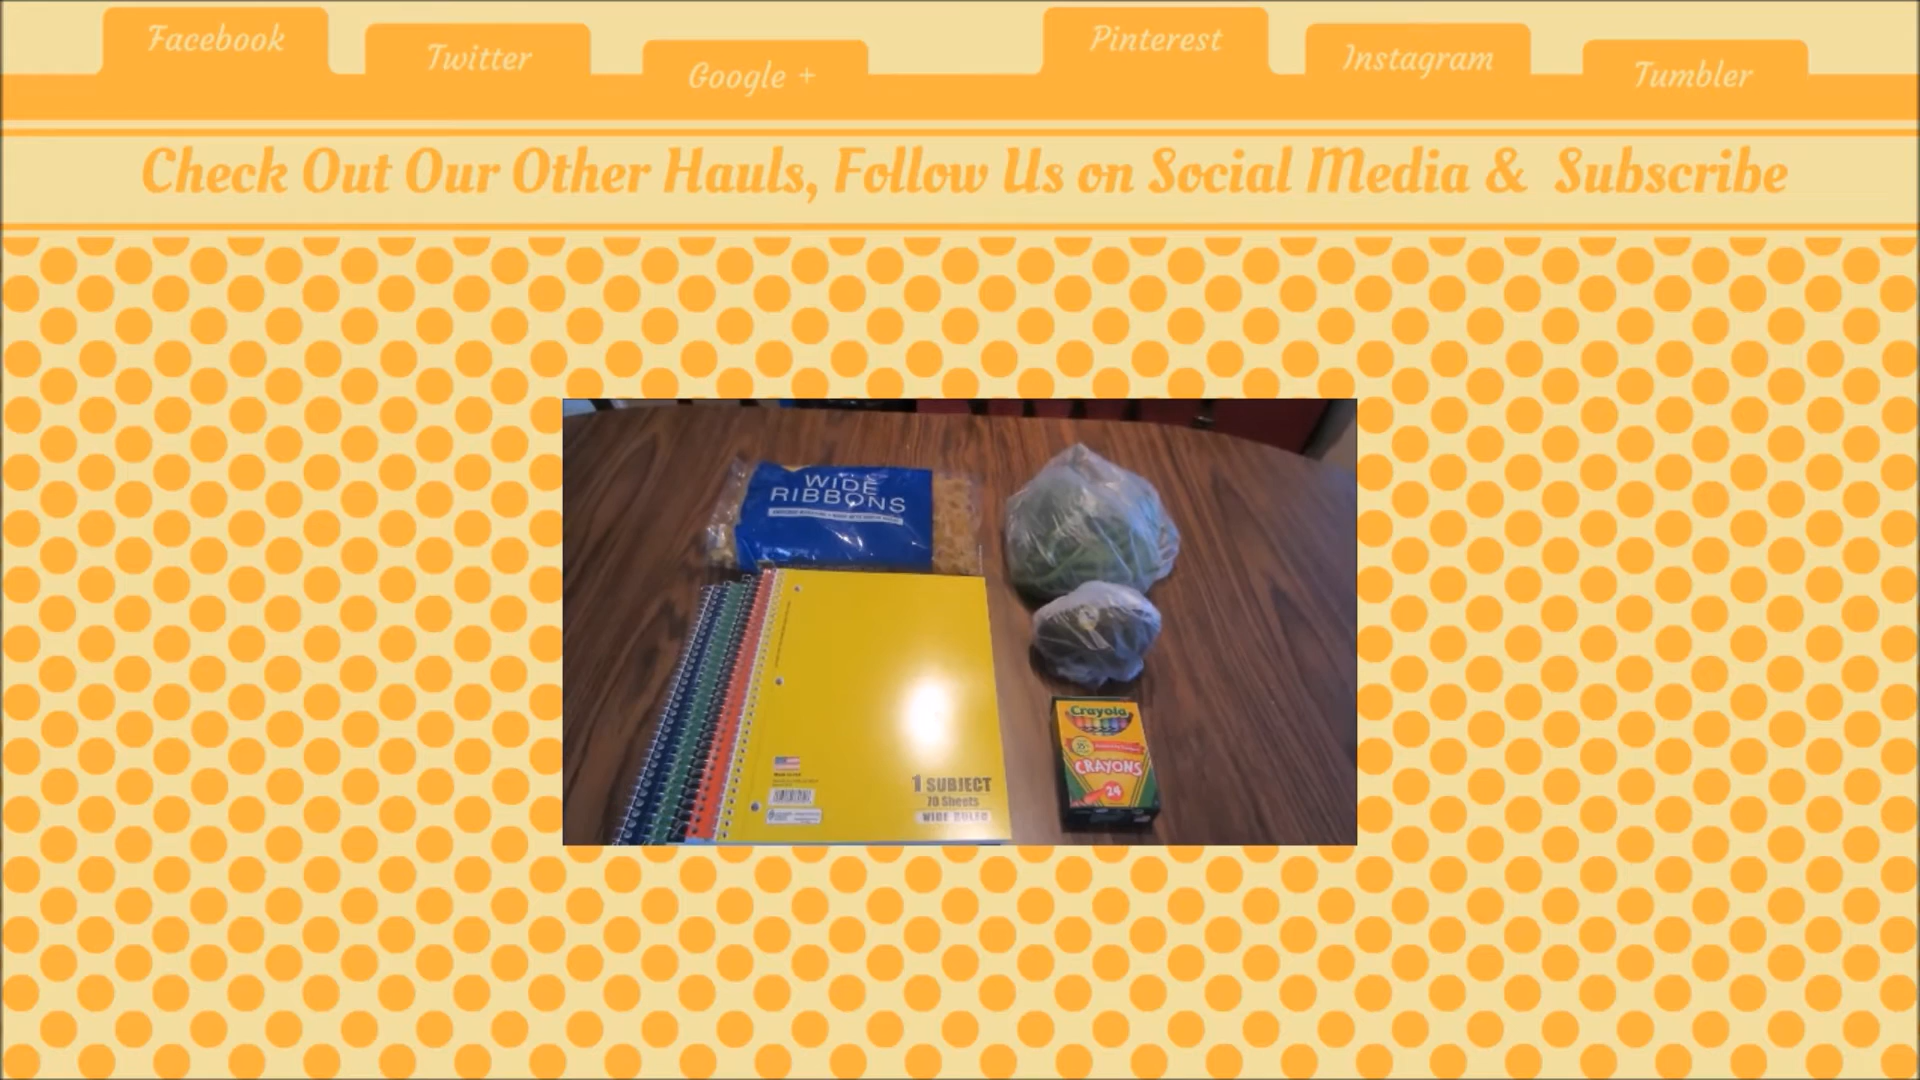 Facebook
Twitter
Google +
Pinterest
Instagram
Tumbler
Check Out Our Other Hauls, Follow Us on Social Media & Subscribe
WIDE
RIBBONS
1 SUBJECT
70 Sheets
WIDE RULED
Crayola
CRAYONS
24